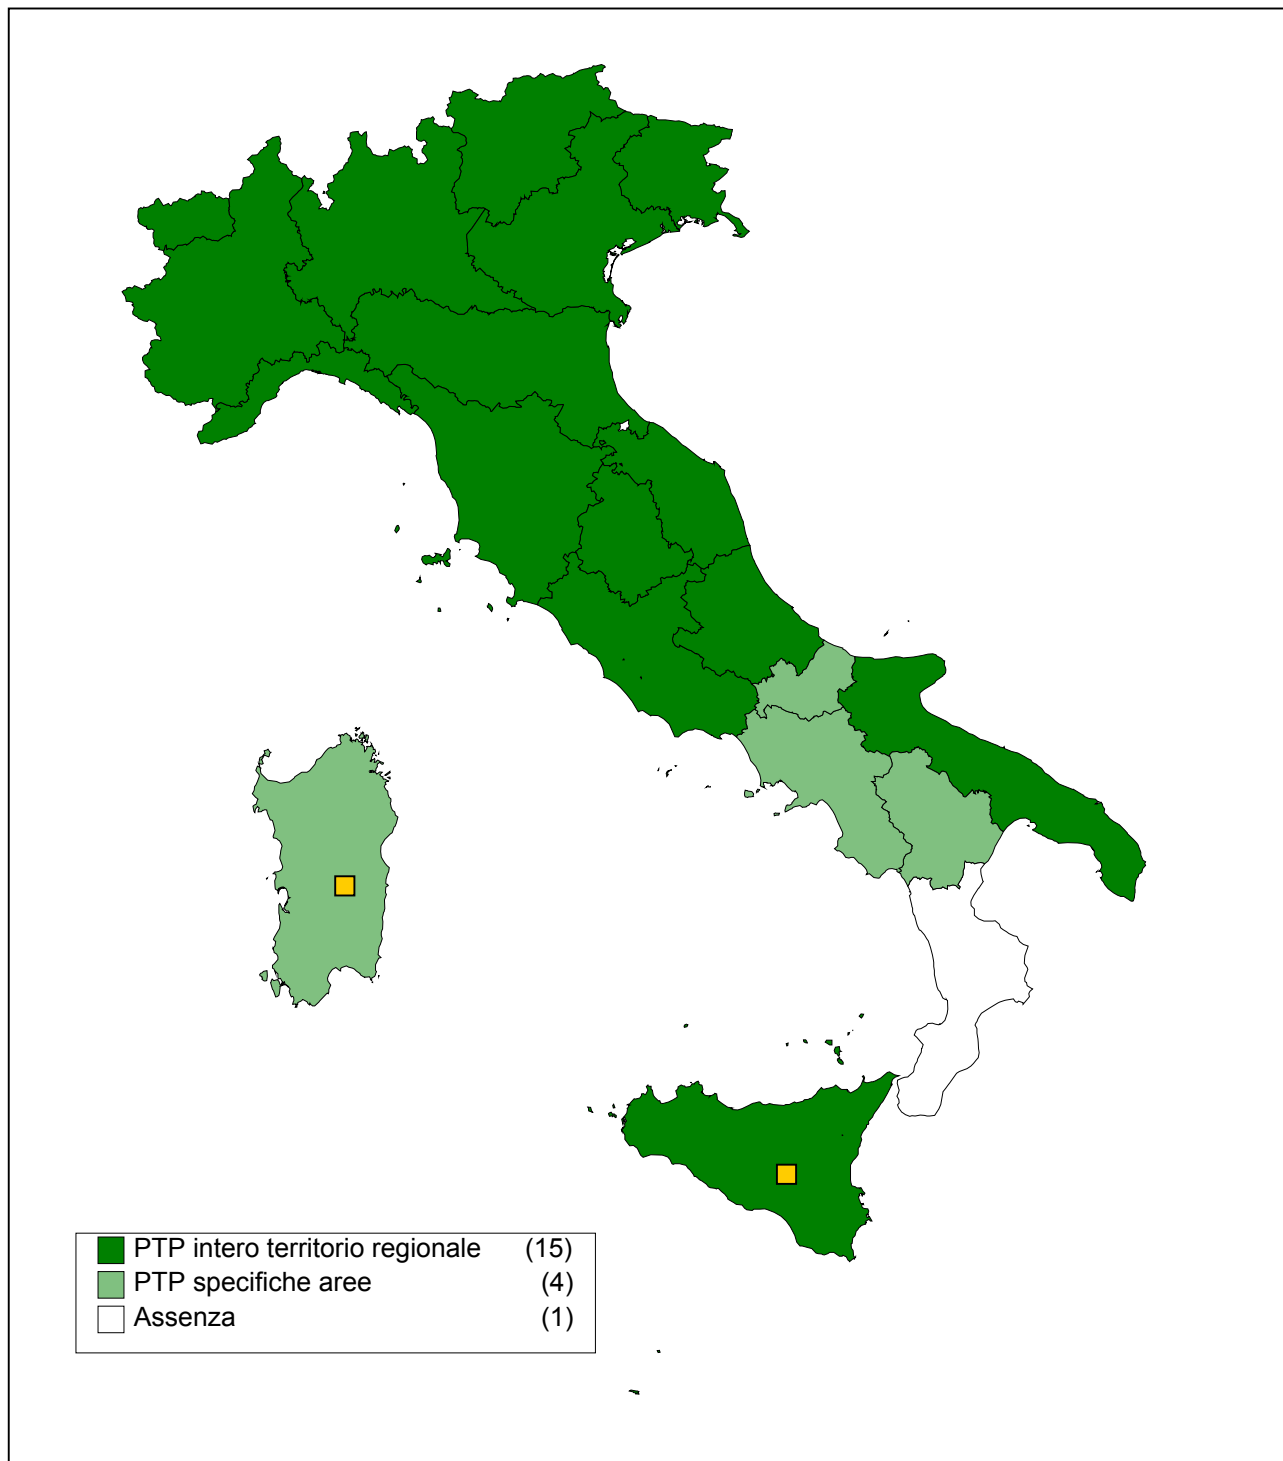 PTP intero territorio regionale (15)
PTP specifiche aree (4)
Assenza (1)